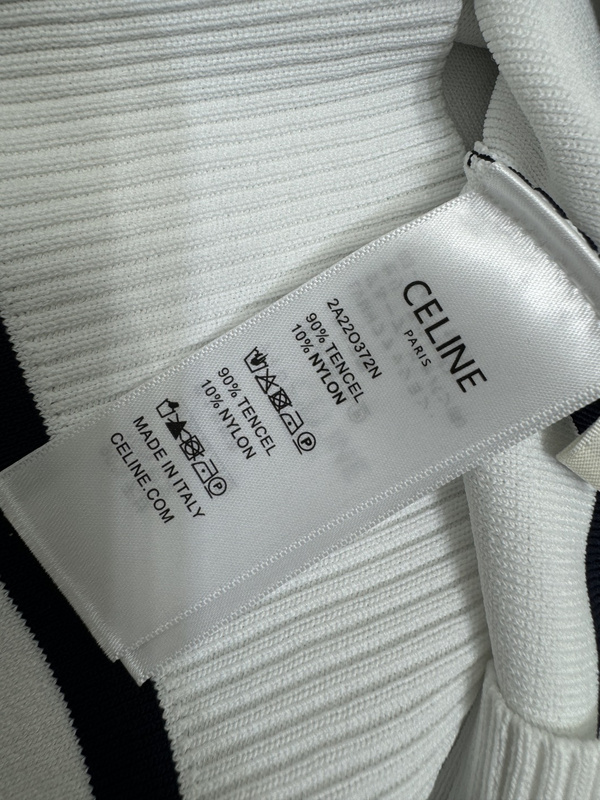 CELINE
PARIS
2A22O372N
90% TENCEL
10% NYLON
P
90% TENCEL
10% NYLON
P
MADE IN ITALY
CELINE.COM